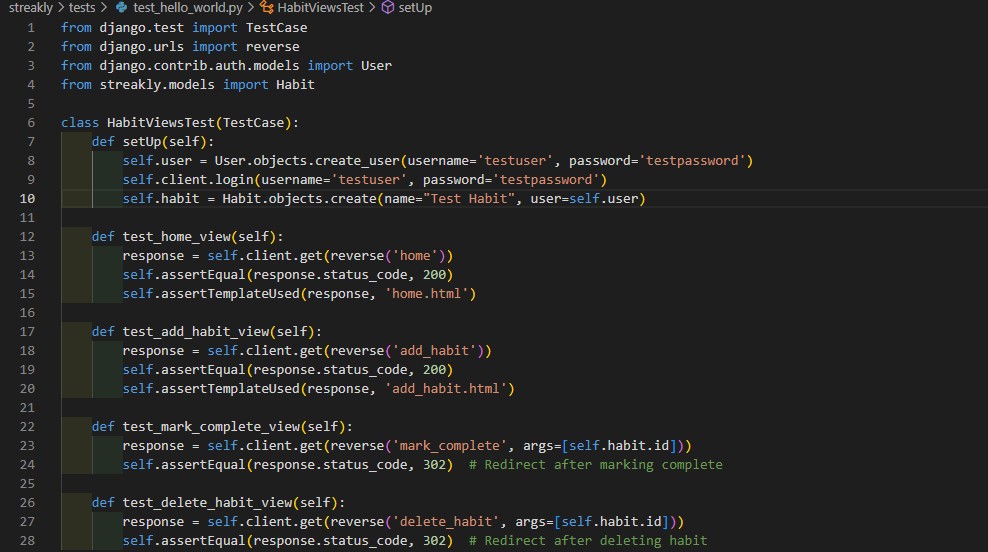 streakly > tests > test_hello_world.py > HabitViewsTest > setUp
1 from django.test import TestCase
2 from django.urls import reverse
3 from django.contrib.auth.models import User
4 from streakly.models import Habit
5
6 class HabitViewsTest(TestCase):
7     def setUp(self):
8         self.user = User.objects.create_user(username='testuser', password='testpassword')
9         self.client.login(username='testuser', password='testpassword')
10         self.habit = Habit.objects.create(name="Test Habit", user=self.user)
11
12     def test_home_view(self):
13         response = self.client.get(reverse('home'))
14         self.assertEqual(response.status_code, 200)
15         self.assertTemplateUsed(response, 'home.html')
16
17     def test_add_habit_view(self):
18         response = self.client.get(reverse('add_habit'))
19         self.assertEqual(response.status_code, 200)
20         self.assertTemplateUsed(response, 'add_habit.html')
21
22     def test_mark_complete_view(self):
23         response = self.client.get(reverse('mark_complete', args=[self.habit.id]))
24         self.assertEqual(response.status_code, 302)  # Redirect after marking complete
25
26     def test_delete_habit_view(self):
27         response = self.client.get(reverse('delete_habit', args=[self.habit.id]))
28         self.assertEqual(response.status_code, 302)  # Redirect after deleting habit